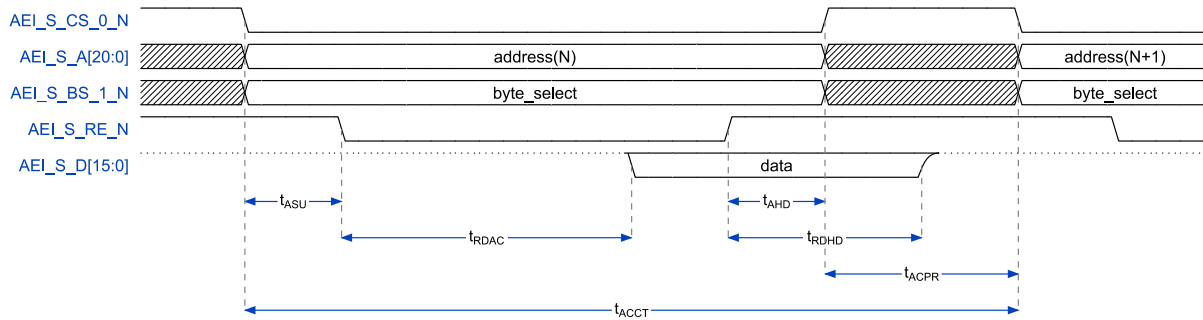 AEI_S_CS_0_N
AEI_S_A[20:0] address(N) address(N+1)
AEI_S_BS_1_N byte_select byte_select
AEI_S_RE_N
AEI_S_D[15:0] data
tASU tAHD
tRDAC tRDHD
tACPR
tACCT